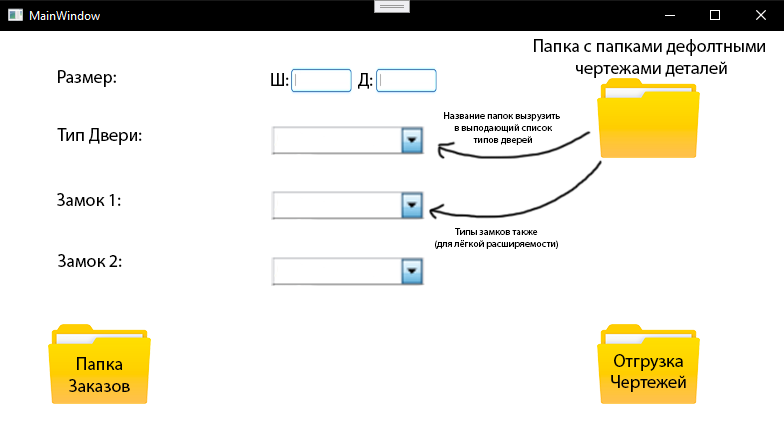 MainWindow
Папка с папками дефолтными
чертежами деталей
Размер:
Ш:
Д:
Название папок вызрузить
в выподающий список
типов дверей
Тип Двери:
Замок 1:
Типы замков также
(для лёгкой расширяемости)
Замок 2:
Папка
Заказов
Отгрузка
Чертежей